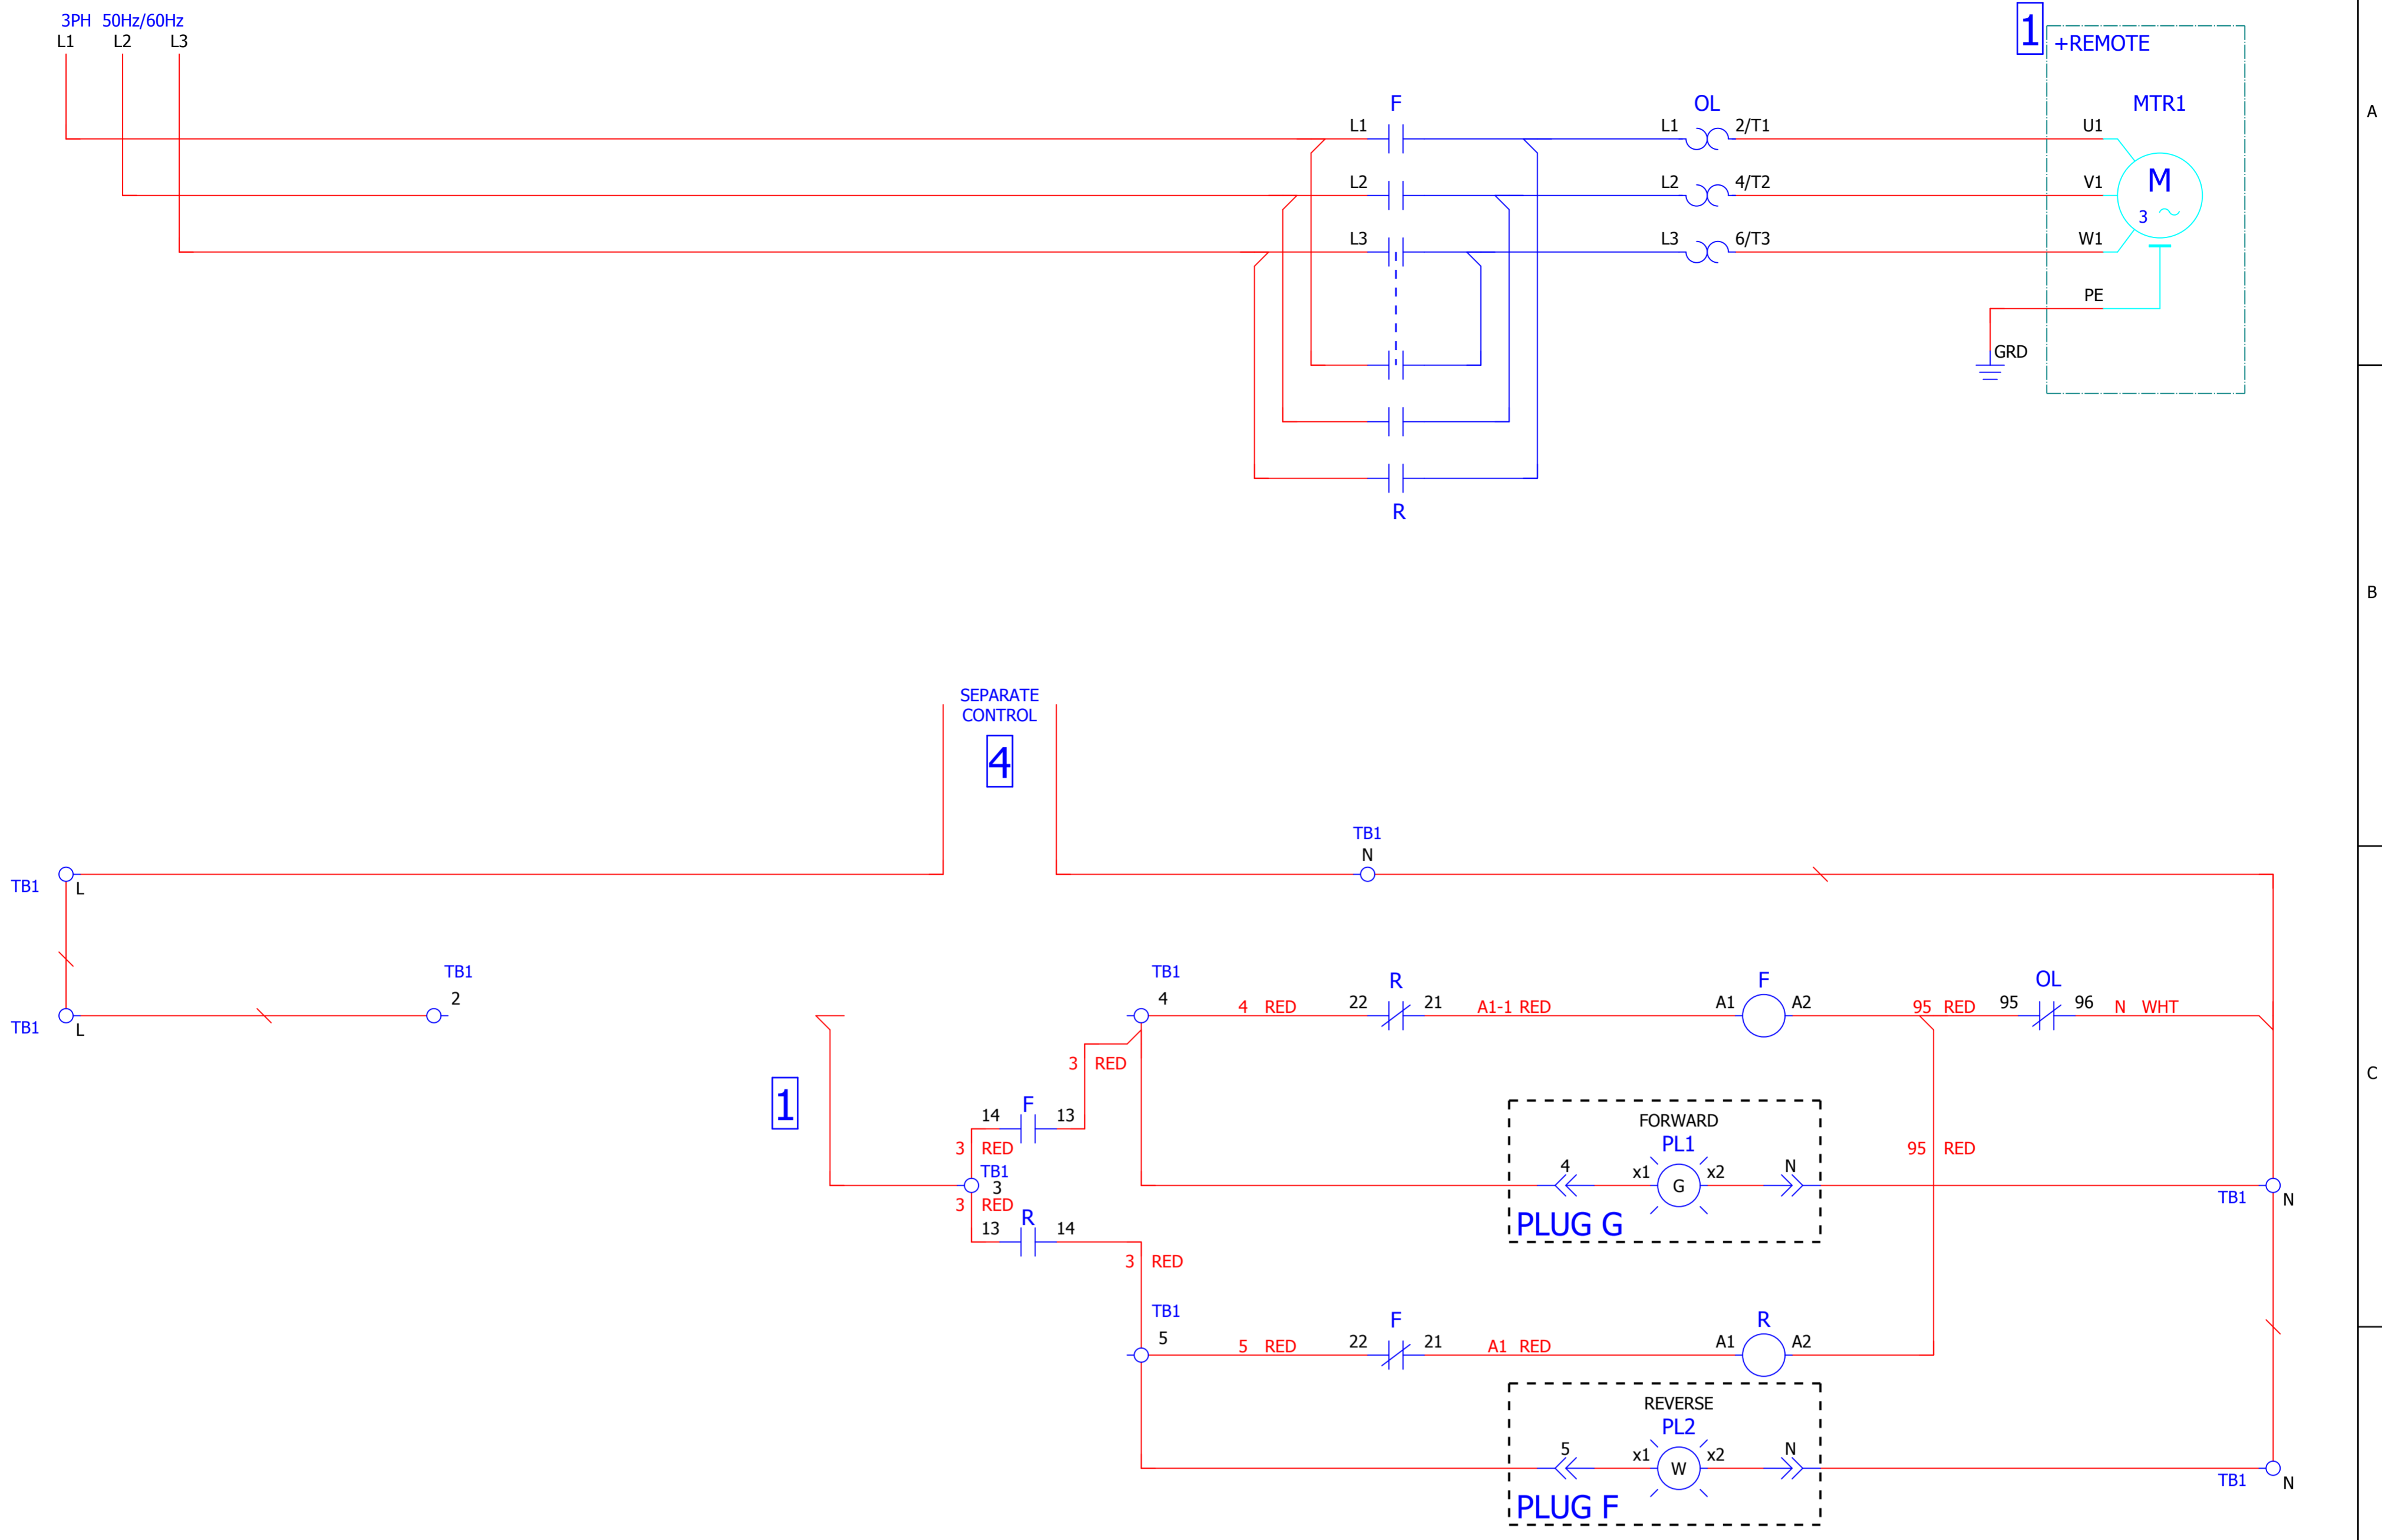 3PH 50Hz/60Hz
L1 L2 L3
1
+REMOTE
A
F OL MTR1
L1 L1 2/T1 U1
L2 L2 4/T2 V1
M
3
L3 L3 6/T3 W1
PE
GRD
R
B
SEPARATE
CONTROL
4
TB1
N
TB1 L
TB1
2
TB1 L
TB1
4
4 RED 22 R 21 A1-1 RED A1 F A2 95 RED 95 OL 96 N WHT
3 RED
C
1
14 F 13
3 RED
TB1
3
3 RED
13 R 14
3 RED
FORWARD
PL1
4 x1 G x2 N
PLUG G
95 RED
TB1 N
TB1
5
5 RED 22 F 21 A1 RED A1 R A2
REVERSE
PL2
5 x1 W x2 N
PLUG F
TB1 N